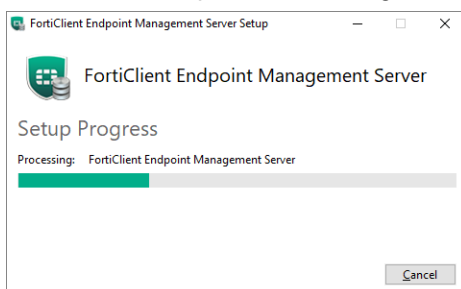 FortiClient Endpoint Management Server Setup
FortiClient Endpoint Management Server
Setup Progress
Processing: FortiClient Endpoint Management Server
Cancel